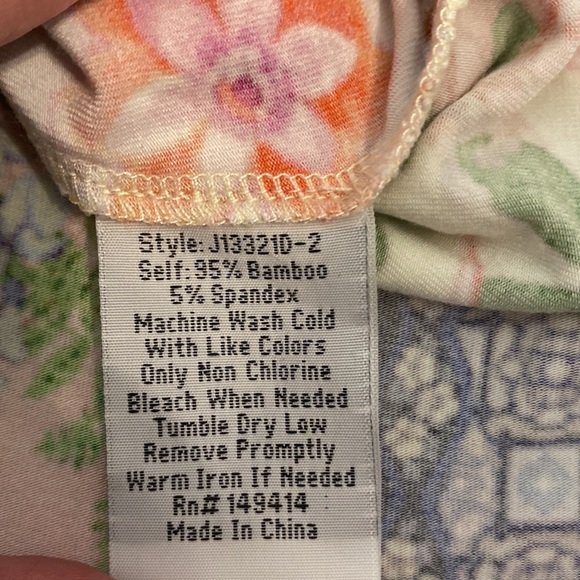 Style: J13321D-2
Self: 95% Bamboo
5% Spandex
Machine Wash Cold
With Like Colors
Only Non Chlorine
Bleach When Needed
Tumble Dry Low
Remove Promptly
Warm Iron If Needed
Rn# 149414
Made In China